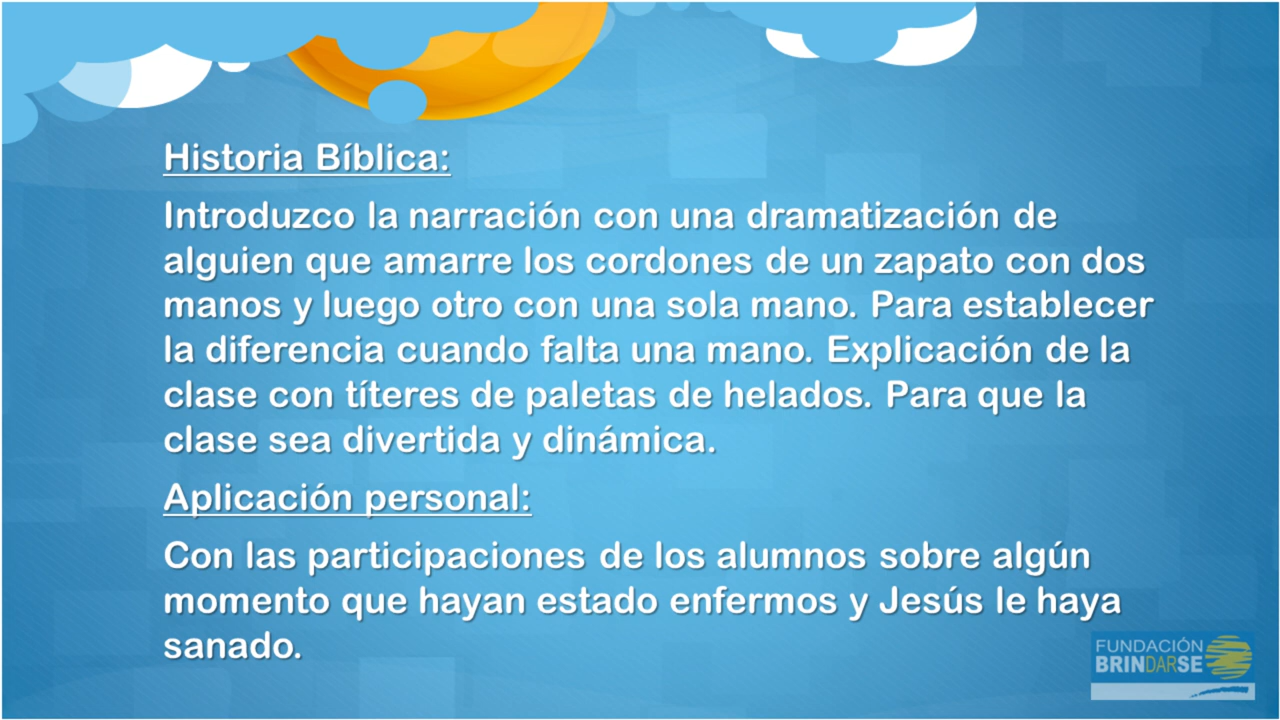 Historia Bíblica:
Introduzco la narración con una dramatización de
alguien que amarre los cordones de un zapato con dos
manos y luego otro con una sola mano. Para establecer
la diferencia cuando falta una mano. Explicación de la
clase con títeres de paletas de helados. Para que la
clase sea divertida y dinámica.
Aplicación personal:
Con las participaciones de los alumnos sobre algún
momento que hayan estado enfermos y Jesús le haya
sanado.
FUNDACIÓN
BRINDARSE